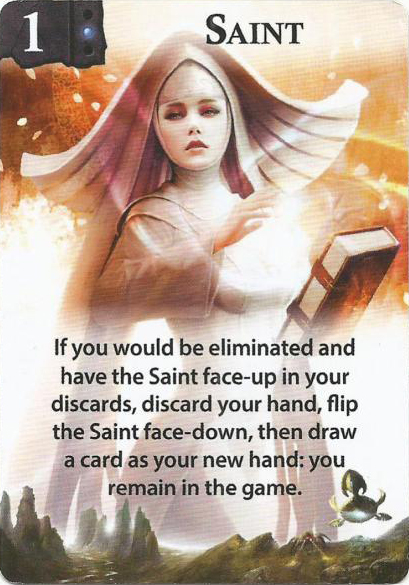 1
SAINT
If you would be eliminated and
have the Saint face-up in your
discards, discard your hand, flip
the Saint face-down, then draw
a card as your new hand: you
remain in the game.